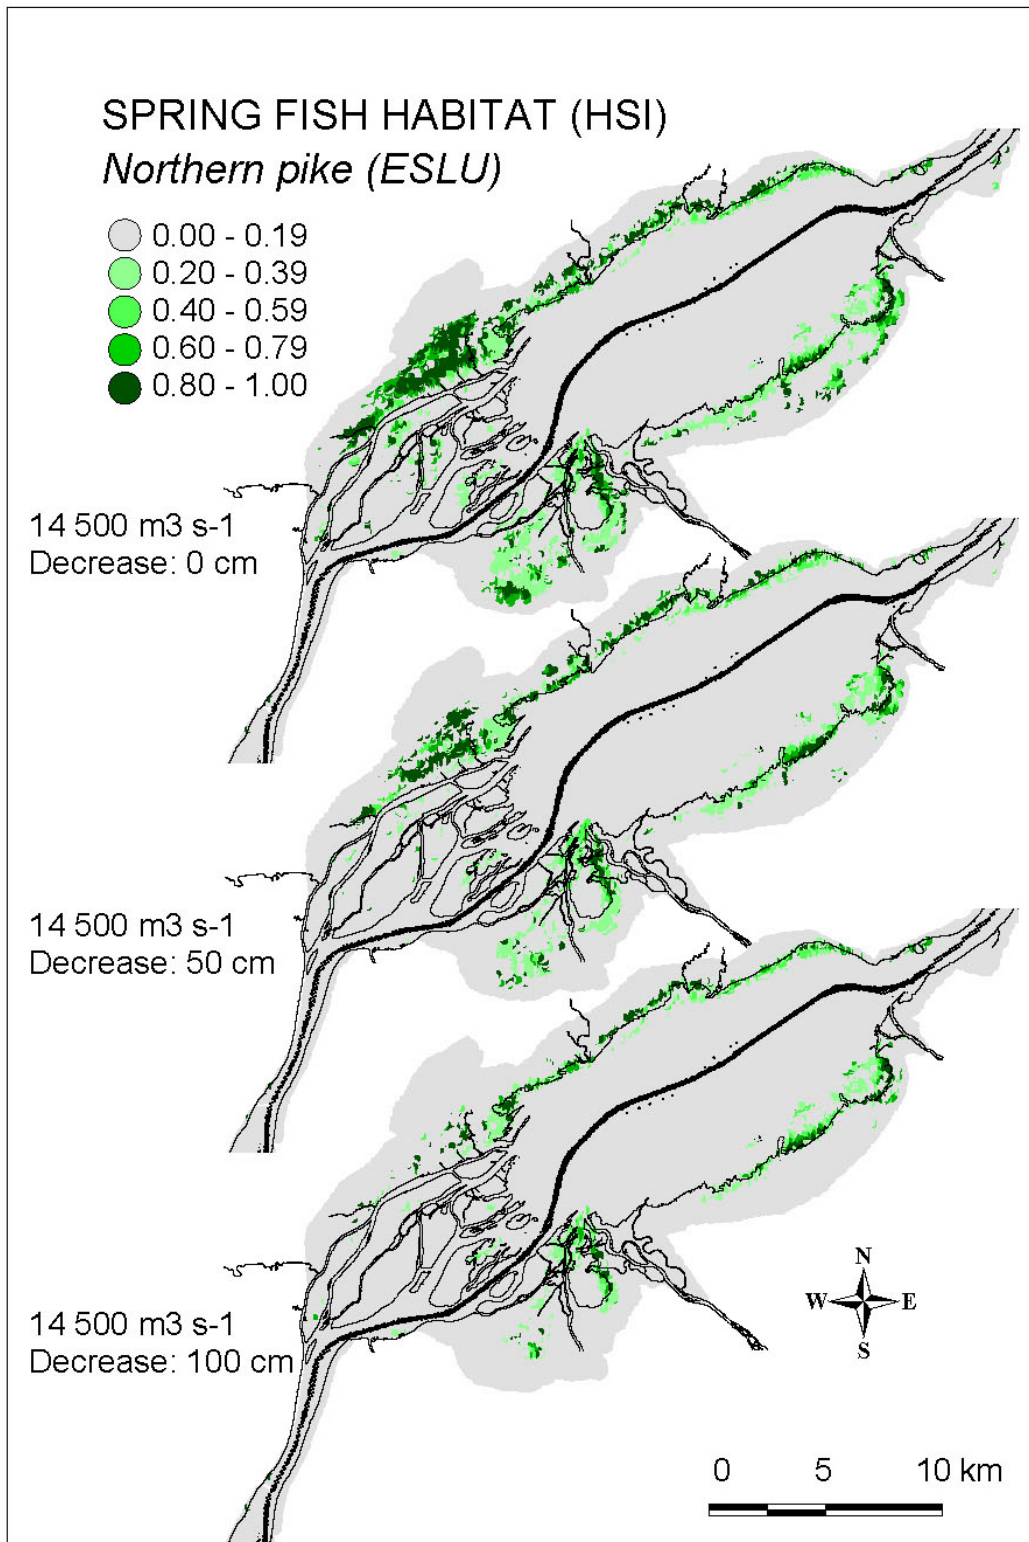 SPRING FISH HABITAT (HSI)
Northern pike (ESLU)
0.00 - 0.19
0.20 - 0.39
0.40 - 0.59
0.60 - 0.79
0.80 - 1.00
14 500 m3 s-1
Decrease: 0 cm
14 500 m3 s-1
Decrease: 50 cm
14 500 m3 s-1
Decrease: 100 cm
N
W E
S
0 5 10 km